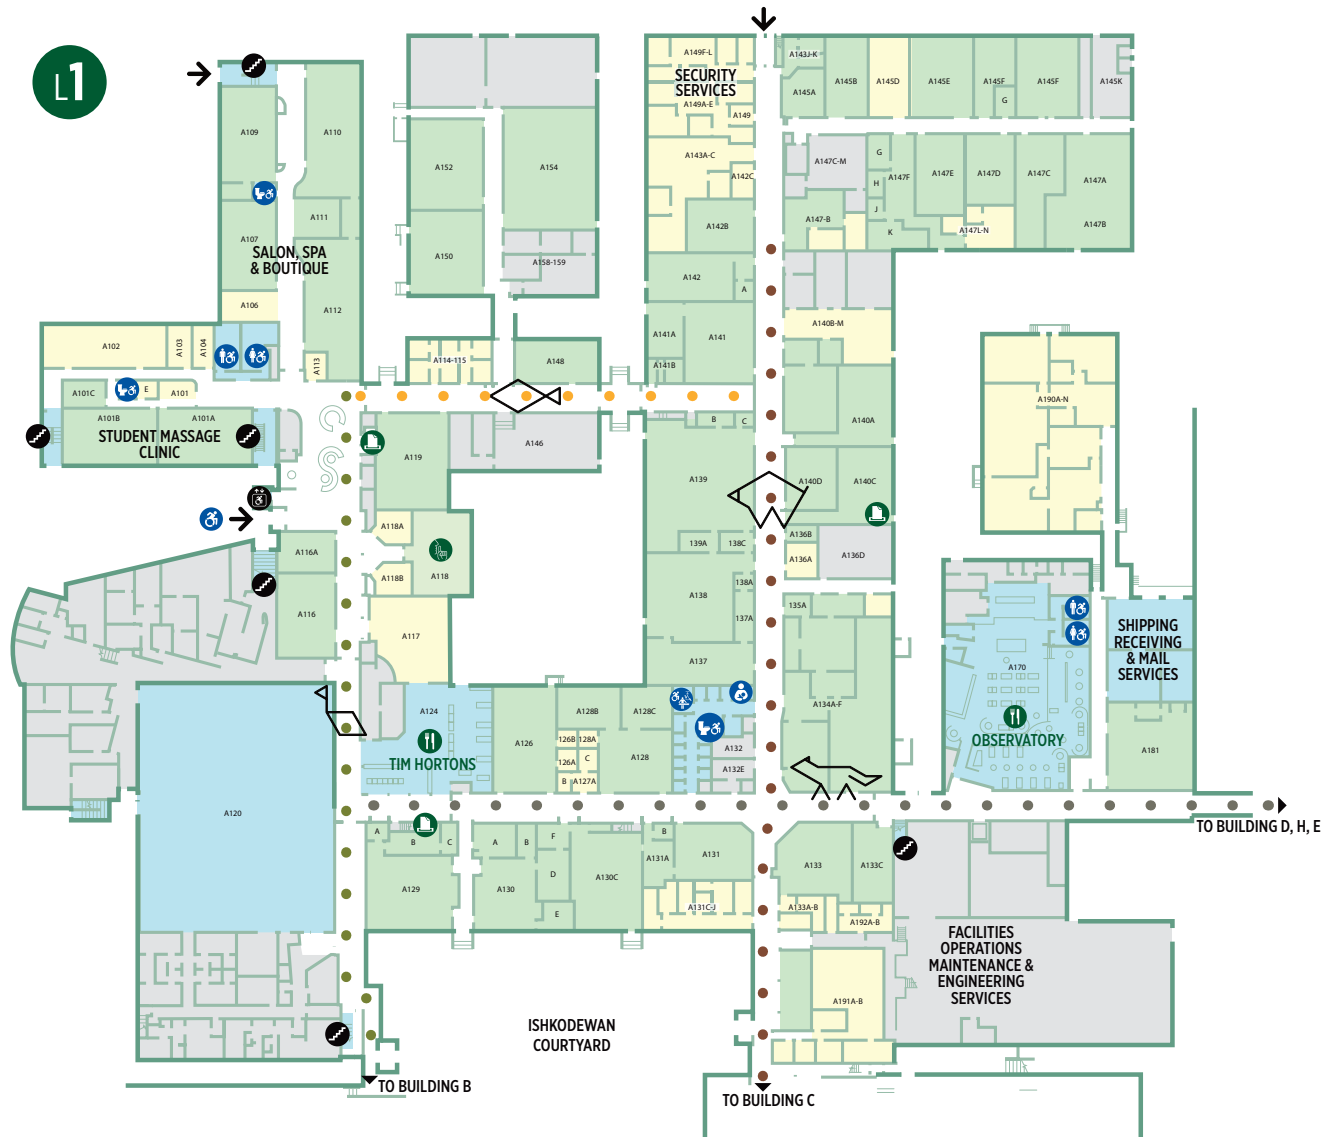 L1
A149F-L
SECURITY
SERVICES
A149A-E
A149
A143A-C
A142C
A142B
A142
A
A141A
A141
A141B
A143J-K
A145A
A145B
A145D
A145E
A145F
G
A145F
A145K
A147C-M
G
H
J
K
A147F
A147E
A147D
A147C
A147A
A147B
A147-B
A147L-N
A109
A110
A107
A111
SALON, SPA
& BOUTIQUE
A106
A112
A113
A102
A103
A104
A101C
E
A101
A101B
A101A
STUDENT MASSAGE
CLINIC
A152
A154
A150
A158-159
A114-115
A148
A146
A119
A118A
A118B
A118
A117
A116A
A116
A140B-M
A140A
A140D
A140C
A136B
A136A
A136D
B
C
A139
139A
138C
138A
A138
137A
A137
135A
A134A-F
A190A-N
SHIPPING
RECEIVING
& MAIL
SERVICES
A170
OBSERVATORY
A181
A124
TIM HORTONS
A126
A128B
A128C
126B
128A
126A
C
B
A127A
A128
A132
A132E
A120
A
B
C
A129
A
B
F
D
E
A130
A130C
B
A131A
A131
A131C-J
A133
A133C
A133A-B
A192A-B
A191A-B
FACILITIES
OPERATIONS
MAINTENANCE &
ENGINEERING
SERVICES
TO BUILDING D, H, E
ISHKODEWAN
COURTYARD
TO BUILDING B
TO BUILDING C